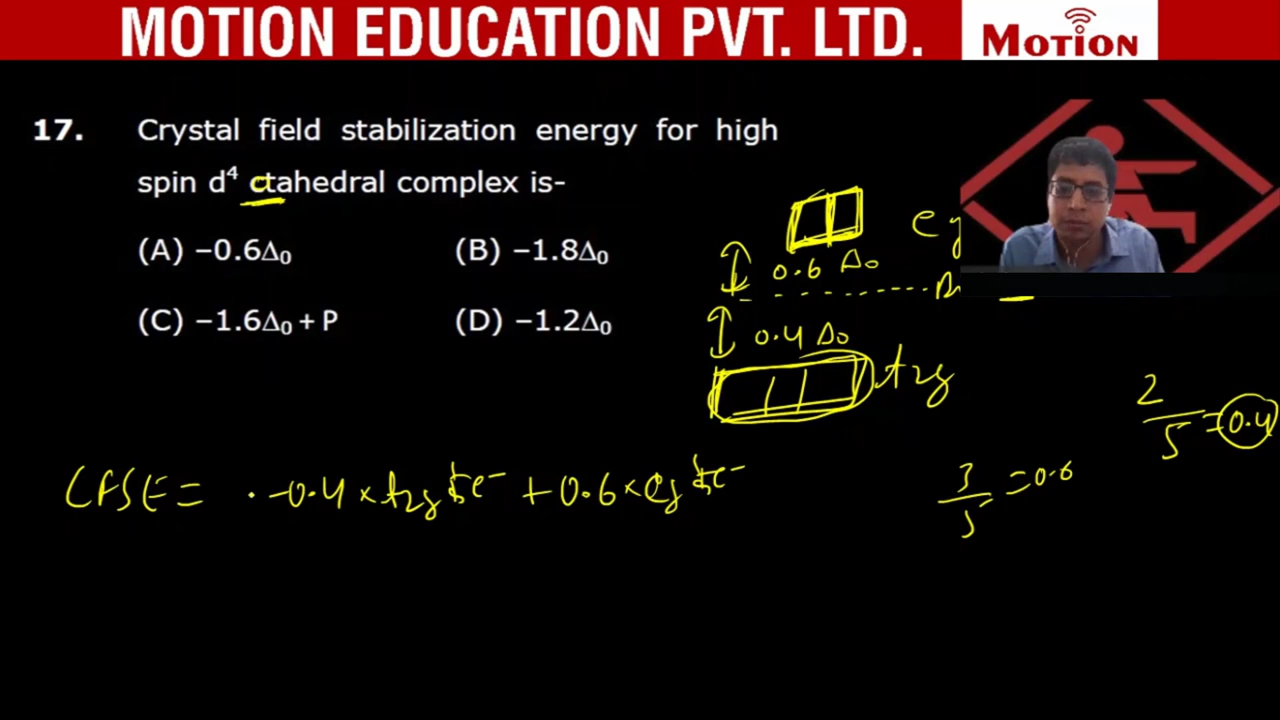 MOTION EDUCATION PVT. LTD.
MOTION
17. Crystal field stabilization energy for high
spin d⁴ octahedral complex is-
(A) −0.6Δ₀ (B) −1.8Δ₀
(C) −1.6Δ₀ + P (D) −1.2Δ₀
eg
0.6 Δ₀
0.4 Δ₀
t2g
2/5 = 0.4
3/5 = 0.6
CFSE = -0.4 × t2g e⁻ + 0.6 × eg e⁻